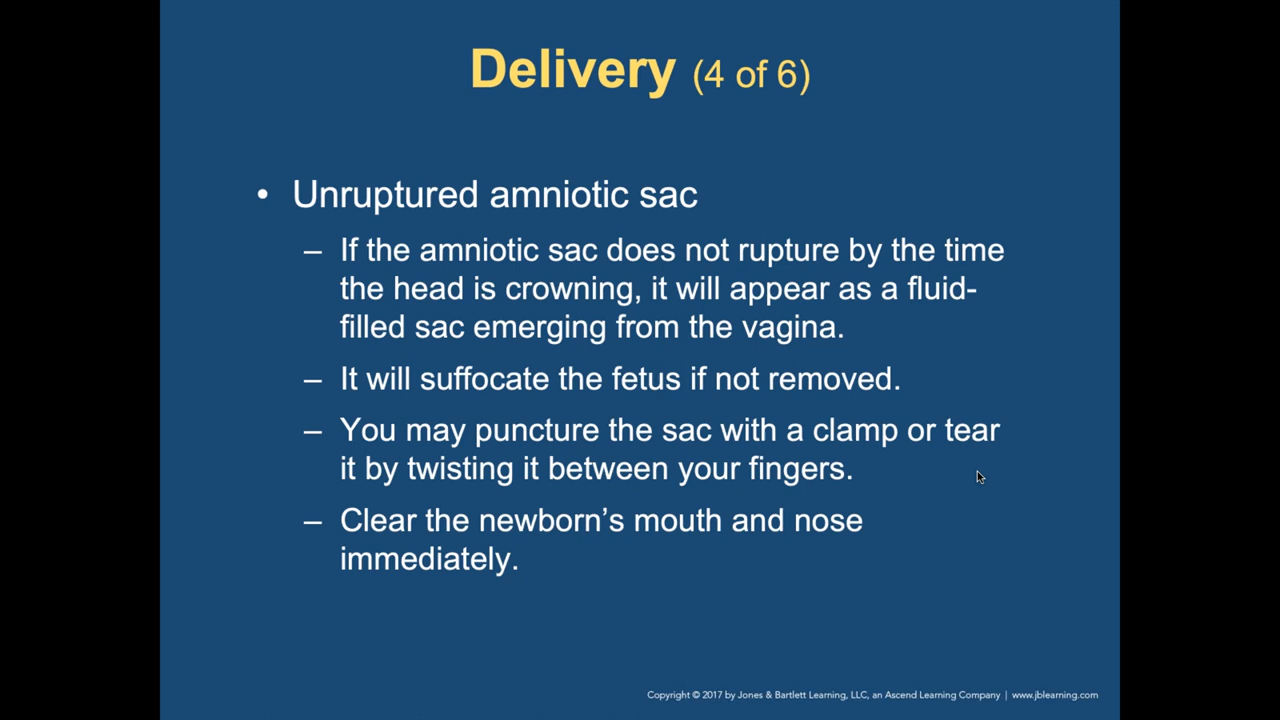 Delivery (4 of 6)
• Unruptured amniotic sac
– If the amniotic sac does not rupture by the time
the head is crowning, it will appear as a fluid-
filled sac emerging from the vagina.
– It will suffocate the fetus if not removed.
– You may puncture the sac with a clamp or tear
it by twisting it between your fingers.
– Clear the newborn’s mouth and nose
immediately.
Copyright © 2017 by Jones & Bartlett Learning, LLC, an Ascend Learning Company | www.jblearning.com